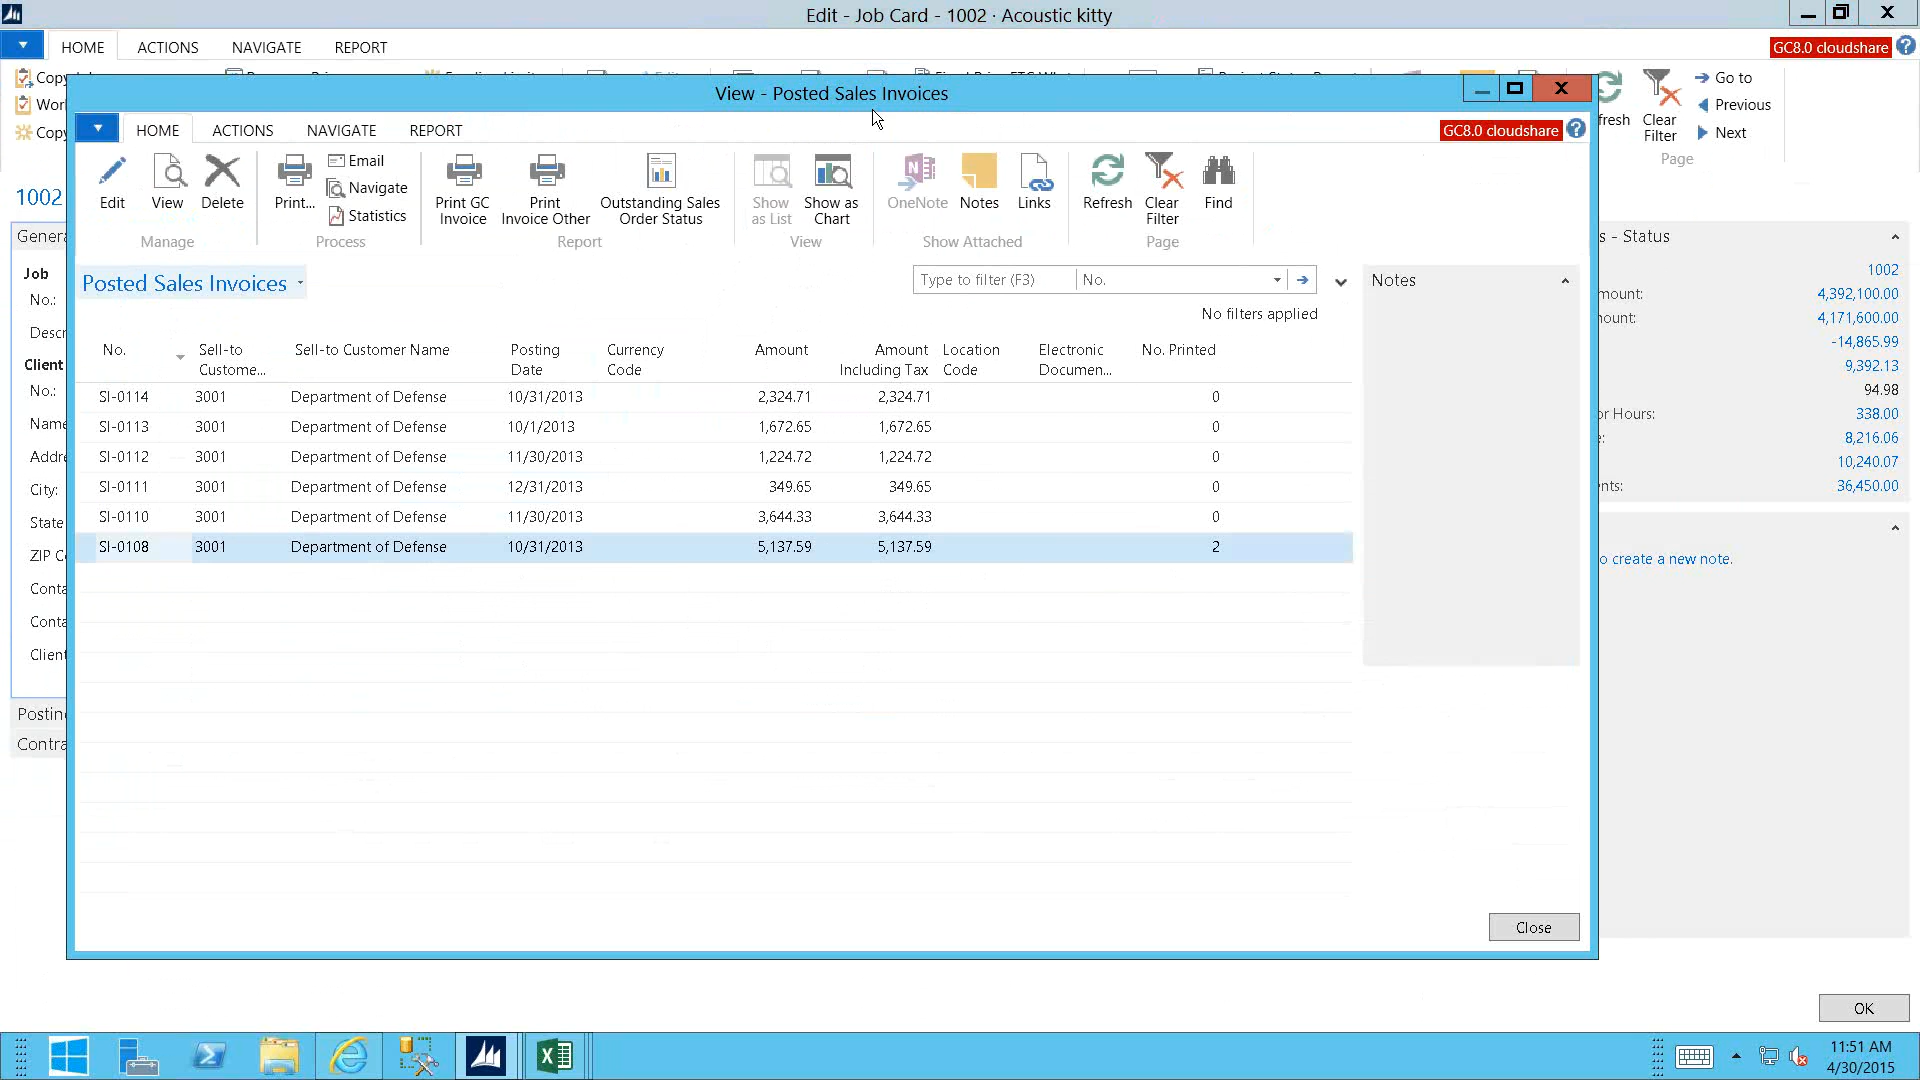 Edit - Job Card - 1002 · Acoustic kitty
HOME ACTIONS NAVIGATE REPORT
GC8.0 cloudshare
Copy
Go to
Clear Filter
Previous
Next
Page
1002
View - Posted Sales Invoices
HOME ACTIONS NAVIGATE REPORT
GC8.0 cloudshare
Edit
View
Delete
Manage
Print...
Email
Navigate
Statistics
Process
Print GC Invoice
Print Invoice Other
Outstanding Sales Order Status
Report
Show as List
Show as Chart
View
OneNote
Notes
Links
Show Attached
Refresh
Clear Filter
Find
Page
Posted Sales Invoices
Type to filter (F3) No.
No filters applied
Notes
No. Sell-to Custome... Sell-to Customer Name Posting Date Currency Code Amount Amount Including Tax Location Code Electronic Documen... No. Printed
SI-0114 3001 Department of Defense 10/31/2013 2,324.71 2,324.71 0
SI-0113 3001 Department of Defense 10/1/2013 1,672.65 1,672.65 0
SI-0112 3001 Department of Defense 11/30/2013 1,224.72 1,224.72 0
SI-0111 3001 Department of Defense 12/31/2013 349.65 349.65 0
SI-0110 3001 Department of Defense 11/30/2013 3,644.33 3,644.33 0
SI-0108 3001 Department of Defense 10/31/2013 5,137.59 5,137.59 2
Close
Job
No.:
Client
No.:
City:
State
s - Status
1002
4,392,100.00
4,171,600.00
-14,865.99
9,392.13
94.98
or Hours: 338.00
8,216.06
10,240.07
36,450.00
o create a new note.
OK
11:51 AM
4/30/2015